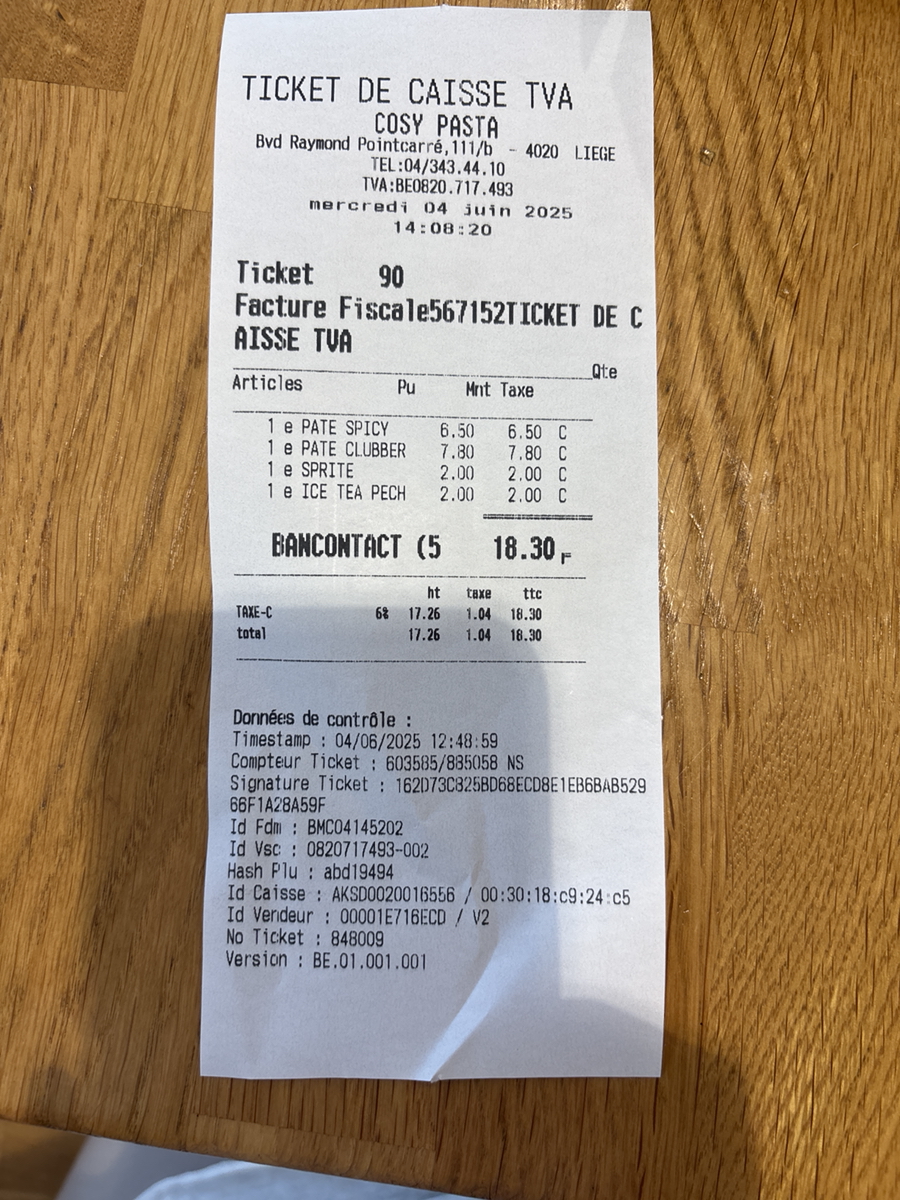 TICKET DE CAISSE TVA
COSY PASTA
Bvd Raymond Pointcarré,111/b - 4020 LIEGE
TEL:04/343.44.10
TVA:BE0820.717.493
mercredi 04 juin 2025
14:08:20
Ticket 90
Facture Fiscale567152TICKET DE C
AISSE TVA
Qte
Articles Pu Mnt Taxe
1 e PATE SPICY 6.50 6.50 C
1 e PATE CLUBBER 7.80 7.80 C
1 e SPRITE 2.00 2.00 C
1 e ICE TEA PECH 2.00 2.00 C
BANCONTACT (5 18.30
ht taxe ttc
TAXE-C 6% 17.26 1.04 18.30
total 17.26 1.04 18.30
Données de contrôle :
Timestamp : 04/06/2025 12:48:59
Compteur Ticket : 603585/885058 NS
Signature Ticket : 162D73C825BD68ECD8E1EB6BAB529
66F1A28A59F
Id Fdm : BMC04145202
Id Vsc : 0820717493-002
Hash Plu : abd19494
Id Caisse : AKSD0020016556 / 00:30:18:c9:24:c5
Id Vendeur : 00001E716ECD / V2
No Ticket : 848009
Version : BE.01.001.001